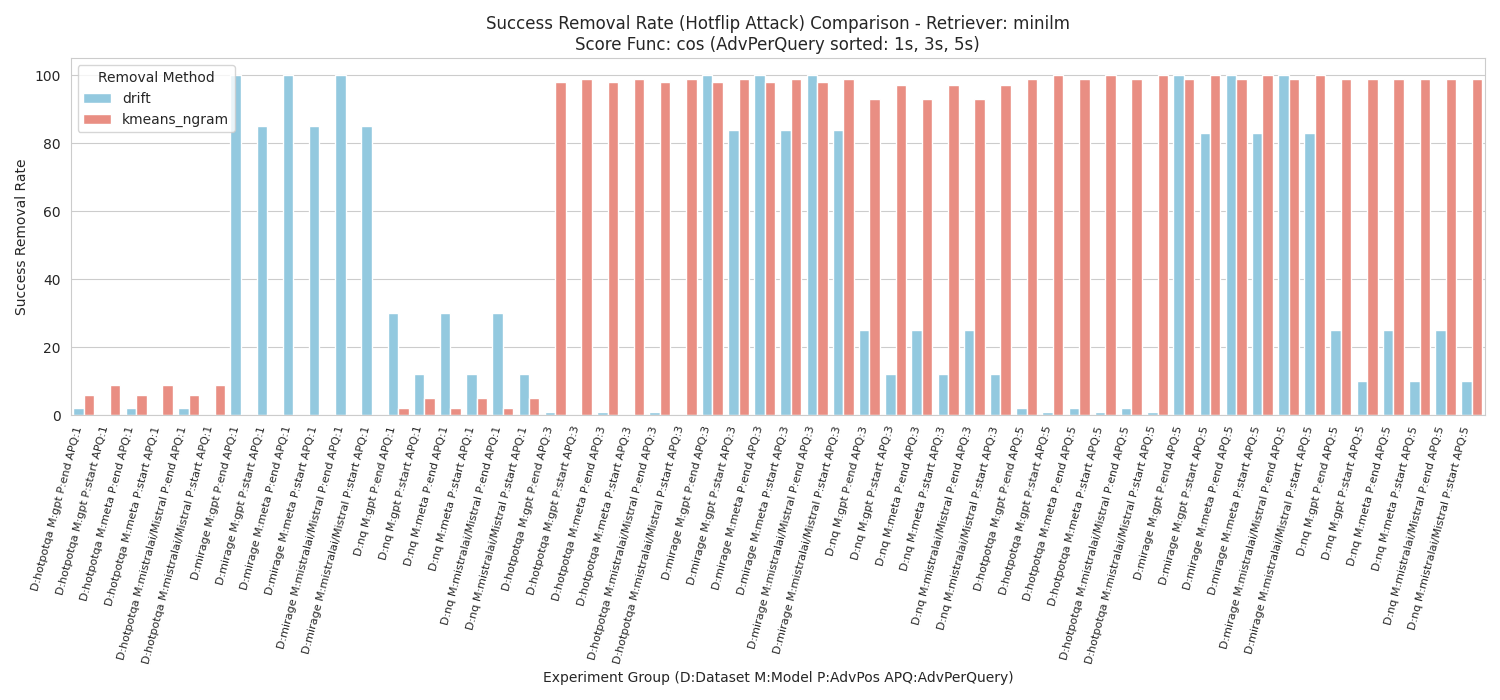 Success Removal Rate (Hotflip Attack) Comparison - Retriever: minilm
Score Func: cos (AdvPerQuery sorted: 1s, 3s, 5s)
Removal Method
drift
kmeans_ngram
Success Removal Rate
100
80
60
40
20
0
D:hotpotqa M:gpt P:end APQ:1
D:hotpotqa M:gpt P:start APQ:1
D:hotpotqa M:meta P:end APQ:1
D:hotpotqa M:meta P:start APQ:1
D:hotpotqa M:mistralai/Mistral P:end APQ:1
D:hotpotqa M:mistralai/Mistral P:start APQ:1
D:mirage M:gpt P:end APQ:1
D:mirage M:gpt P:start APQ:1
D:mirage M:meta P:end APQ:1
D:mirage M:meta P:start APQ:1
D:mirage M:mistralai/Mistral P:end APQ:1
D:mirage M:mistralai/Mistral P:start APQ:1
D:nq M:gpt P:end APQ:1
D:nq M:gpt P:start APQ:1
D:nq M:meta P:end APQ:1
D:nq M:meta P:start APQ:1
D:nq M:mistralai/Mistral P:end APQ:1
D:nq M:mistralai/Mistral P:start APQ:1
D:hotpotqa M:gpt P:end APQ:3
D:hotpotqa M:gpt P:start APQ:3
D:hotpotqa M:meta P:end APQ:3
D:hotpotqa M:meta P:start APQ:3
D:hotpotqa M:mistralai/Mistral P:end APQ:3
D:hotpotqa M:mistralai/Mistral P:start APQ:3
D:mirage M:gpt P:end APQ:3
D:mirage M:gpt P:start APQ:3
D:mirage M:meta P:end APQ:3
D:mirage M:meta P:start APQ:3
D:mirage M:mistralai/Mistral P:end APQ:3
D:mirage M:mistralai/Mistral P:start APQ:3
D:nq M:gpt P:end APQ:3
D:nq M:gpt P:start APQ:3
D:nq M:meta P:end APQ:3
D:nq M:meta P:start APQ:3
D:nq M:mistralai/Mistral P:end APQ:3
D:nq M:mistralai/Mistral P:start APQ:3
D:hotpotqa M:gpt P:end APQ:5
D:hotpotqa M:gpt P:start APQ:5
D:hotpotqa M:meta P:end APQ:5
D:hotpotqa M:meta P:start APQ:5
D:hotpotqa M:mistralai/Mistral P:end APQ:5
D:hotpotqa M:mistralai/Mistral P:start APQ:5
D:mirage M:gpt P:end APQ:5
D:mirage M:gpt P:start APQ:5
D:mirage M:meta P:end APQ:5
D:mirage M:meta P:start APQ:5
D:mirage M:mistralai/Mistral P:end APQ:5
D:mirage M:mistralai/Mistral P:start APQ:5
D:nq M:gpt P:end APQ:5
D:nq M:gpt P:start APQ:5
D:nq M:meta P:end APQ:5
D:nq M:meta P:start APQ:5
D:nq M:mistralai/Mistral P:end APQ:5
D:nq M:mistralai/Mistral P:start APQ:5
Experiment Group (D:Dataset M:Model P:AdvPos APQ:AdvPerQuery)